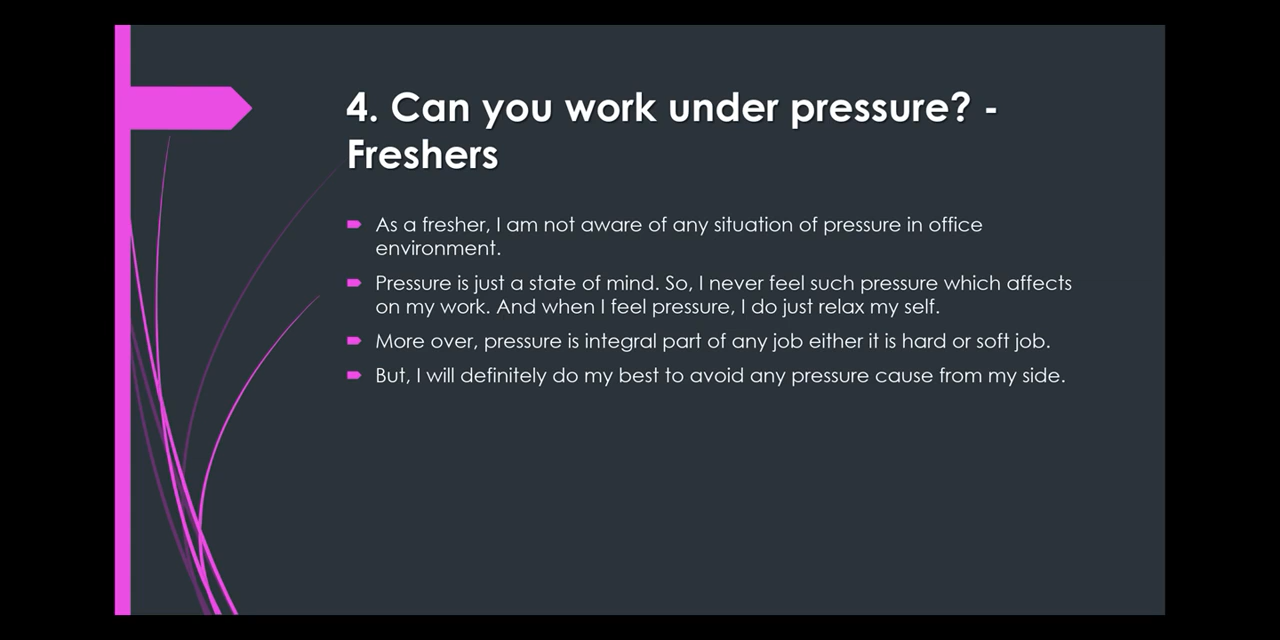 4. Can you work under pressure? -
Freshers
As a fresher, I am not aware of any situation of pressure in office
environment.
Pressure is just a state of mind. So, I never feel such pressure which affects
on my work. And when I feel pressure, I do just relax my self.
More over, pressure is integral part of any job either it is hard or soft job.
But, I will definitely do my best to avoid any pressure cause from my side.